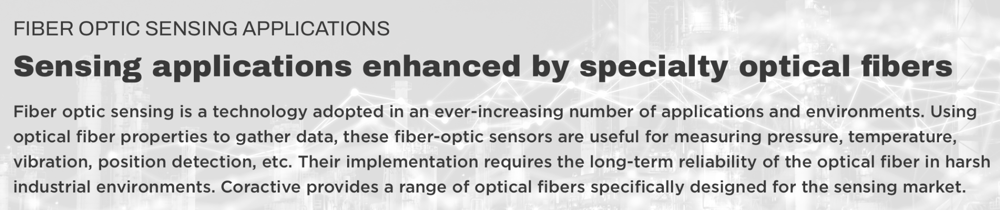 FIBER OPTIC SENSING APPLICATIONS
Sensing applications enhanced by specialty optical fibers
Fiber optic sensing is a technology adopted in an ever-increasing number of applications and environments. Using
optical fiber properties to gather data, these fiber-optic sensors are useful for measuring pressure, temperature,
vibration, position detection, etc. Their implementation requires the long-term reliability of the optical fiber in harsh
industrial environments. Coractive provides a range of optical fibers specifically designed for the sensing market.